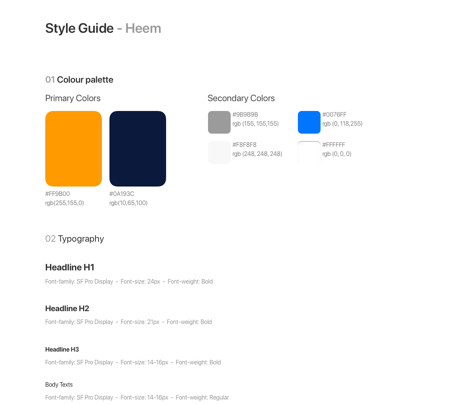 Style Guide - Heem
01 Colour palette
Primary Colors
Secondary Colors
#9B9B9B
rgb (155, 155,155)
#0076FF
rgb (0, 118,255)
#F8F8F8
rgb (248, 248, 248)
#FFFFFF
rgb (0, 0, 0)
#FF9B00
rgb(255,155,0)
#0A193C
rgb(10,65,100)
02 Typography
Headline H1
Font-family: SF Pro Display - Font-size: 24px - Font-weight: Bold
Headline H2
Font-family: SF Pro Display - Font-size: 21px - Font-weight: Bold
Headline H3
Font-family: SF Pro Display - Font-size: 14-16px - Font-weight: Bold
Body Texts
Font-family: SF Pro Display - Font-size: 14-16px - Font-weight: Regular